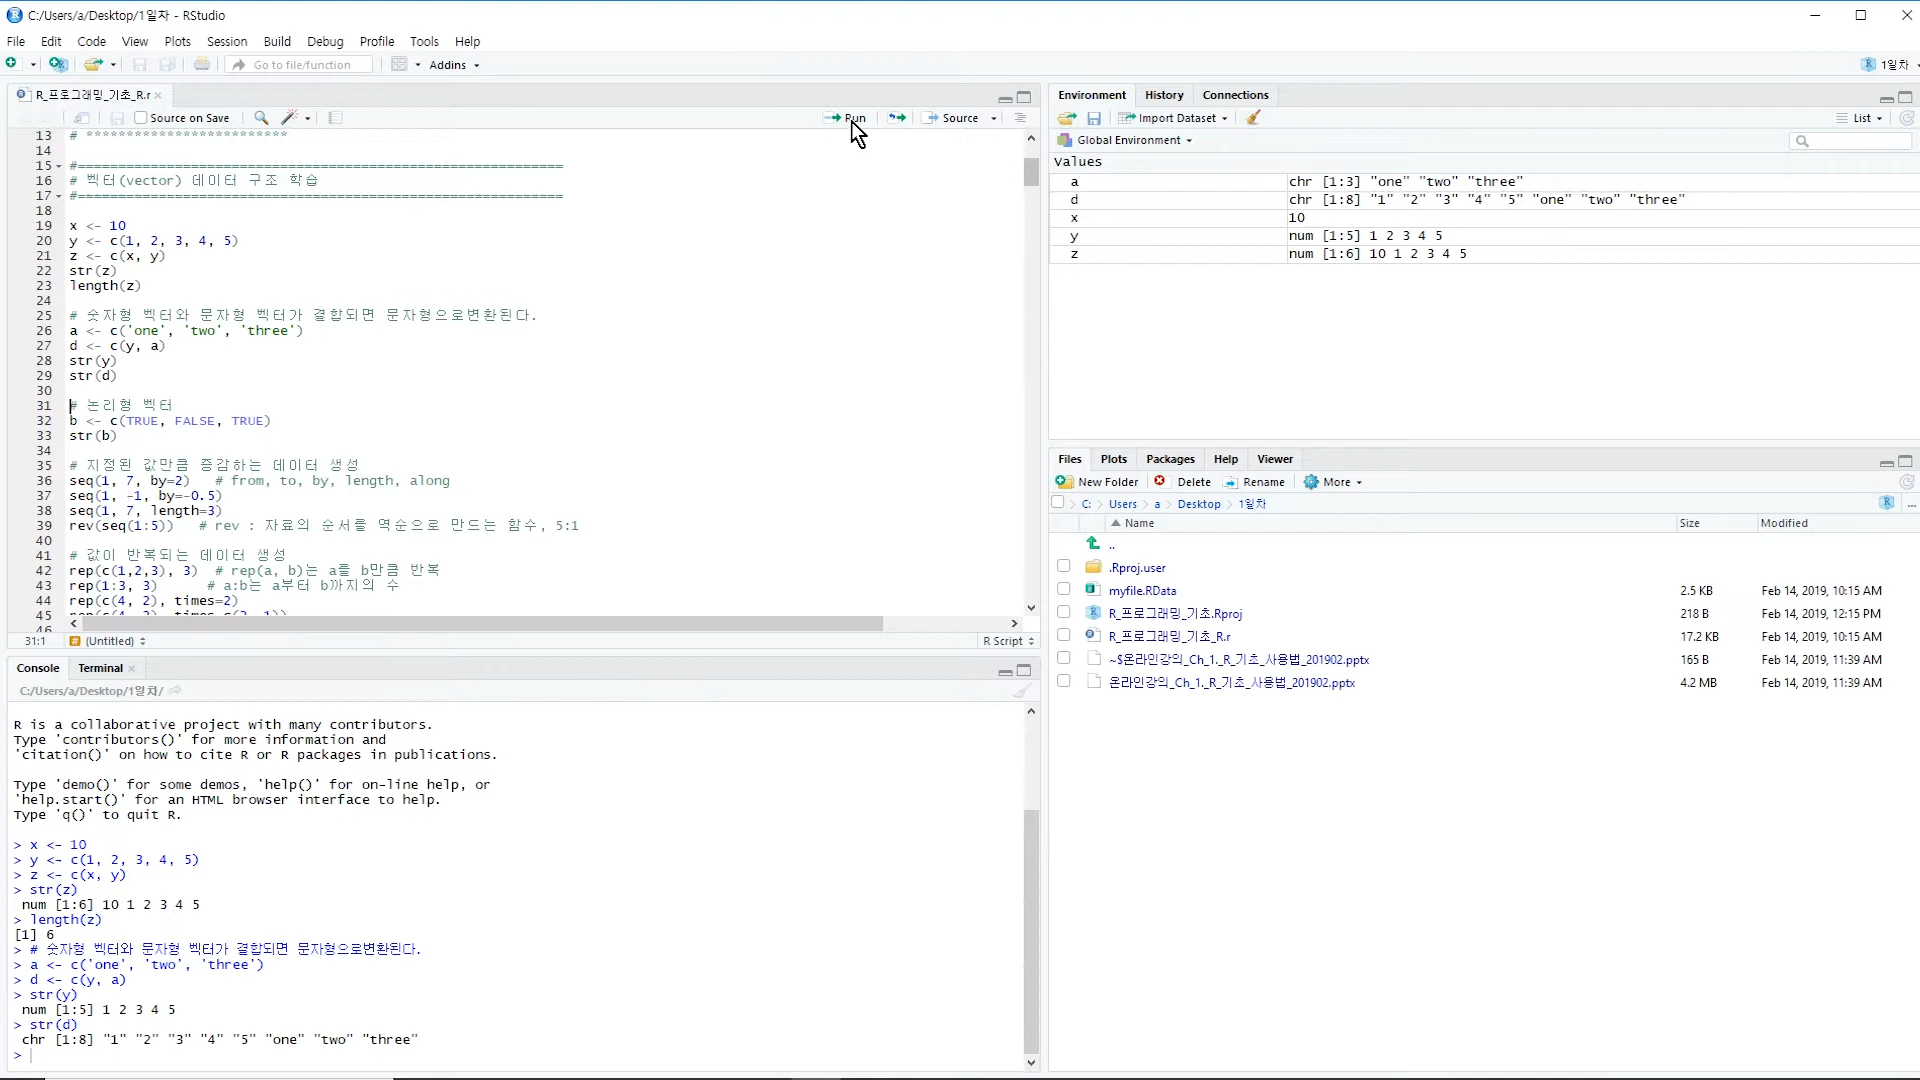 C:/Users/a/Desktop/1일차 - RStudio
File Edit Code View Plots Session Build Debug Profile Tools Help
Go to file/function Addins 1일차
R_프로그래밍_기초_R.r
Source on Save Run Source
13 # *************************
14
15 #============================================================
16 # 벡터(vector) 데이터 구조 학습
17 #============================================================
18
19 x <- 10
20 y <- c(1, 2, 3, 4, 5)
21 z <- c(x, y)
22 str(z)
23 length(z)
24
25 # 숫자형 벡터와 문자형 벡터가 결합되면 문자형으로변환된다.
26 a <- c('one', 'two', 'three')
27 d <- c(y, a)
28 str(y)
29 str(d)
30
31 # 논리형 벡터
32 b <- c(TRUE, FALSE, TRUE)
33 str(b)
34
35 # 지정된 값만큼 증감하는 데이터 생성
36 seq(1, 7, by=2) # from, to, by, length, along
37 seq(1, -1, by=-0.5)
38 seq(1, 7, length=3)
39 rev(seq(1:5)) # rev : 자료의 순서를 역순으로 만드는 함수, 5:1
40
41 # 값이 반복되는 데이터 생성
42 rep(c(1,2,3), 3) # rep(a, b)는 a를 b만큼 반복
43 rep(1:3, 3) # a:b는 a부터 b까지의 수
44 rep(c(4, 2), times=2)
45
46
31:1 (Untitled) R Script
Console Terminal
C:/Users/a/Desktop/1일차/
R is a collaborative project with many contributors.
Type 'contributors()' for more information and
'citation()' on how to cite R or R packages in publications.
Type 'demo()' for some demos, 'help()' for on-line help, or
'help.start()' for an HTML browser interface to help.
Type 'q()' to quit R.
> x <- 10
> y <- c(1, 2, 3, 4, 5)
> z <- c(x, y)
> str(z)
num [1:6] 10 1 2 3 4 5
> length(z)
[1] 6
> # 숫자형 벡터와 문자형 벡터가 결합되면 문자형으로변환된다.
> a <- c('one', 'two', 'three')
> d <- c(y, a)
> str(y)
num [1:5] 1 2 3 4 5
> str(d)
chr [1:8] "1" "2" "3" "4" "5" "one" "two" "three"
>
Environment History Connections
Import Dataset List
Global Environment
Values
a chr [1:3] "one" "two" "three"
d chr [1:8] "1" "2" "3" "4" "5" "one" "two" "three"
x 10
y num [1:5] 1 2 3 4 5
z num [1:6] 10 1 2 3 4 5
Files Plots Packages Help Viewer
New Folder Delete Rename More
C: > Users > a > Desktop > 1일차 ...
Name Size Modified
..
.Rproj.user
myfile.RData 2.5 KB Feb 14, 2019, 10:15 AM
R_프로그래밍_기초.Rproj 218 B Feb 14, 2019, 12:15 PM
R_프로그래밍_기초_R.r 17.2 KB Feb 14, 2019, 10:15 AM
~$온라인강의_Ch_1._R_기초_사용법_201902.pptx 165 B Feb 14, 2019, 11:39 AM
온라인강의_Ch_1._R_기초_사용법_201902.pptx 4.2 MB Feb 14, 2019, 11:39 AM